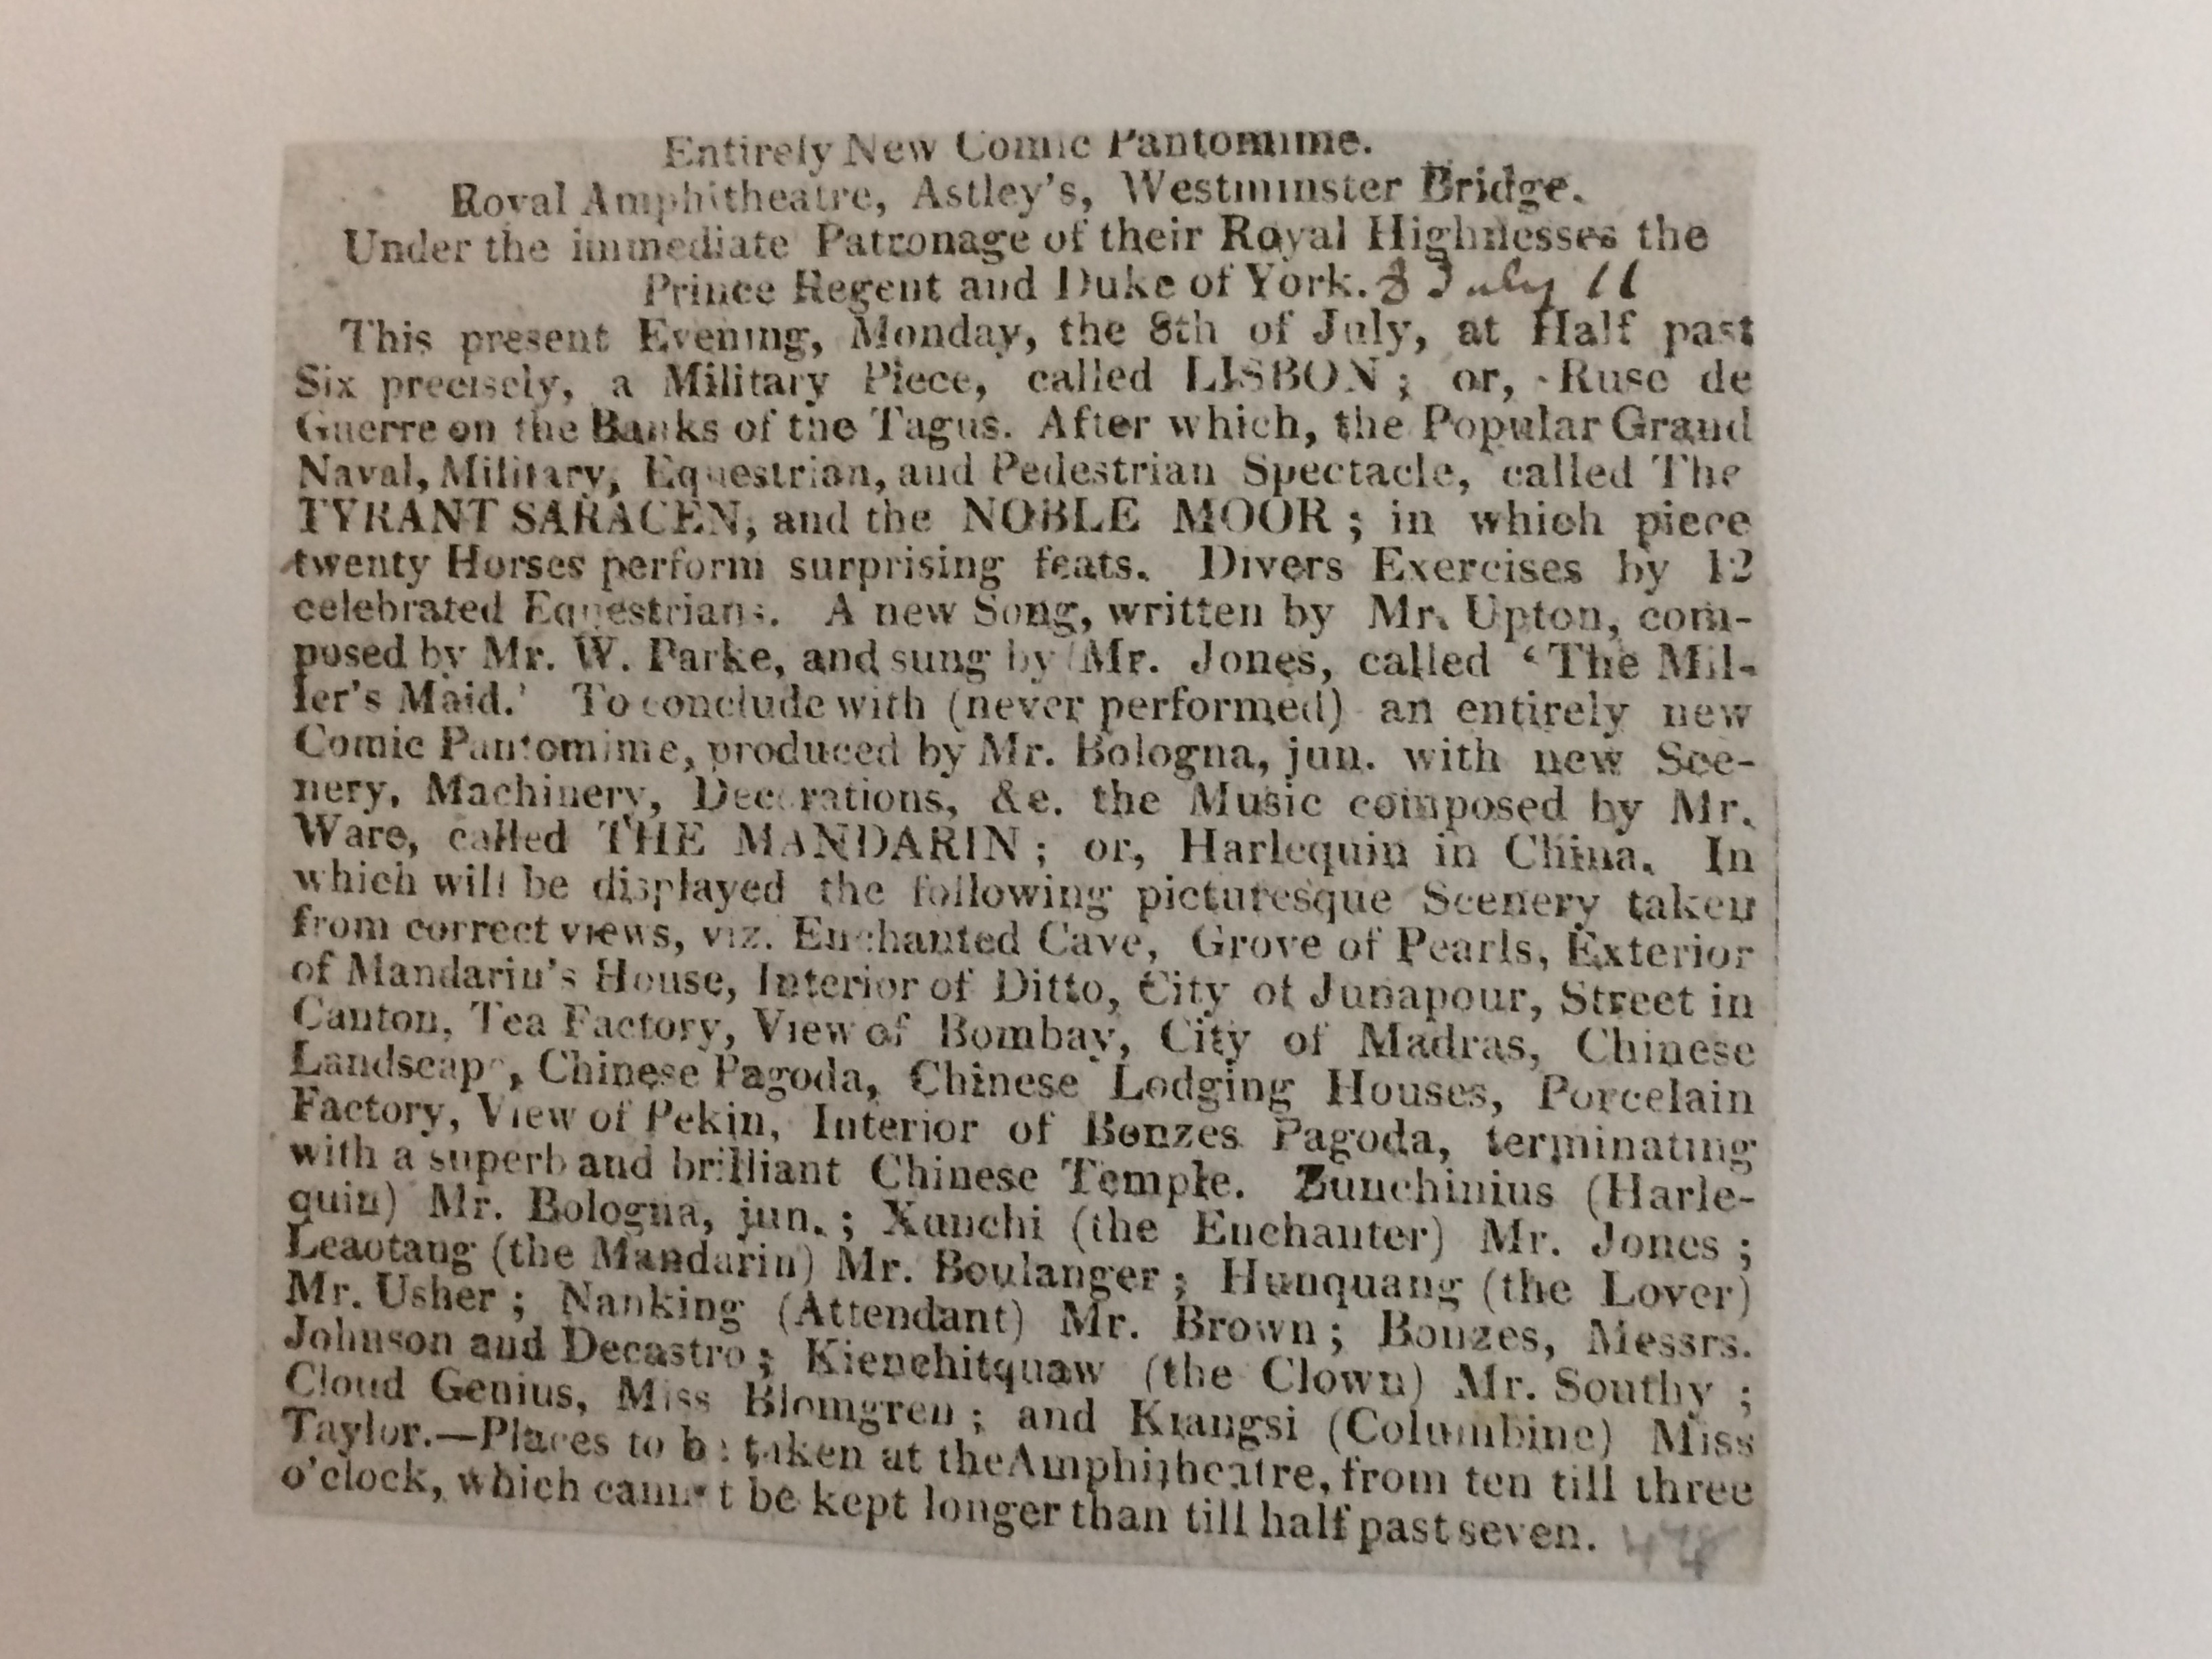 Entirely New Comic Pantomime.
Royal Amphitheatre, Astley's, Westminster Bridge.
Under the immediate Patronage of their Royal Highnesses the
Prince Regent and Duke of York. 8 July 11
This present Evening, Monday, the 8th of July, at Half past
Six precisely, a Military Piece, called LISBON; or, Ruse de
Guerre on the Banks of the Tagus. After which, the Popular Grand
Naval, Military, Equestrian, and Pedestrian Spectacle, called The
TYRANT SARACEN, and the NOBLE MOOR; in which piece
twenty Horses perform surprising feats. Divers Exercises by 12
celebrated Equestrians. A new Song, written by Mr. Upton, com-
posed by Mr. W. Parke, and sung by Mr. Jones, called 'The Mil-
ler's Maid.' To conclude with (never performed) an entirely new
Comic Pantomime, produced by Mr. Bologna, jun. with new Sce-
nery, Machinery, Decorations, &c. the Music composed by Mr.
Ware, called THE MANDARIN; or, Harlequin in China. In
which will be displayed the following picturesque Scenery taken
from correct views, viz. Enchanted Cave, Grove of Pearls, Exterior
of Mandarin's House, Interior of Ditto, City of Junapour, Street in
Canton, Tea Factory, View of Bombay, City of Madras, Chinese
Landscape, Chinese Pagoda, Chinese Lodging Houses, Porcelain
Factory, View of Pekin, Interior of Bonzes Pagoda, terminating
with a superb and brilliant Chinese Temple. Zunchinius (Harle-
quin) Mr. Bologna, jun.; Xunchi (the Enchanter) Mr. Jones;
Leaotang (the Mandarin) Mr. Boulanger; Hunquang (the Lover)
Mr. Usher; Nanking (Attendant) Mr. Brown; Bonzes, Messrs.
Johnson and Decastro; Kienchitquaw (the Clown) Mr. Southy;
Cloud Genius, Miss Blomgren; and Kiangsi (Columbine) Miss
Taylor.—Places to be taken at the Amphitheatre, from ten till three
o'clock, which cannot be kept longer than till half past seven.